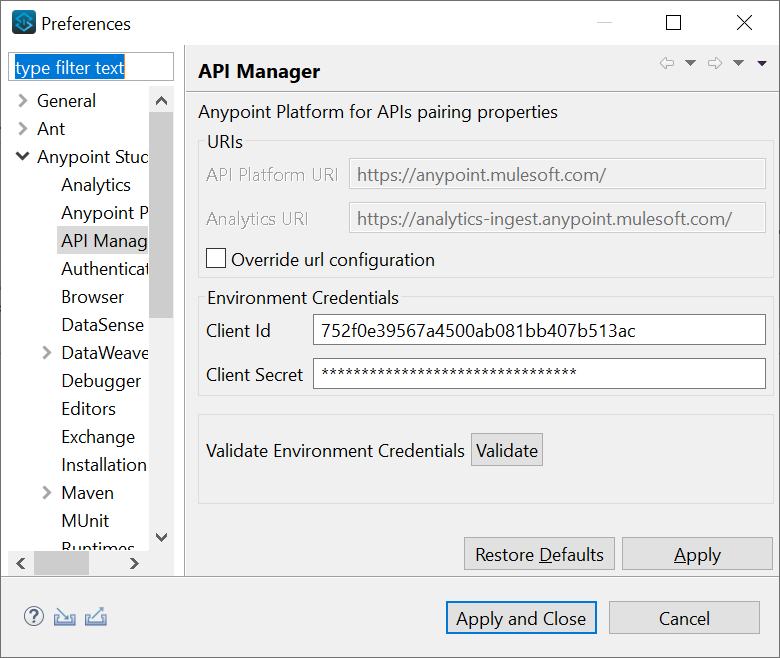 Preferences
type filter text
General
Ant
Anypoint Stuc
Analytics
Anypoint P
API Manag
Authenticat
Browser
DataSense
DataWeave
Debugger
Editors
Exchange
Installation
Maven
MUnit
Runtimes
API Manager
Anypoint Platform for APIs pairing properties
URIs
API Platform URI https://anypoint.mulesoft.com/
Analytics URI https://analytics-ingest.anypoint.mulesoft.com/
Override url configuration
Environment Credentials
Client Id 752f0e39567a4500ab081bb407b513ac
Client Secret ********************************
Validate Environment Credentials Validate
Restore Defaults Apply
? Apply and Close Cancel